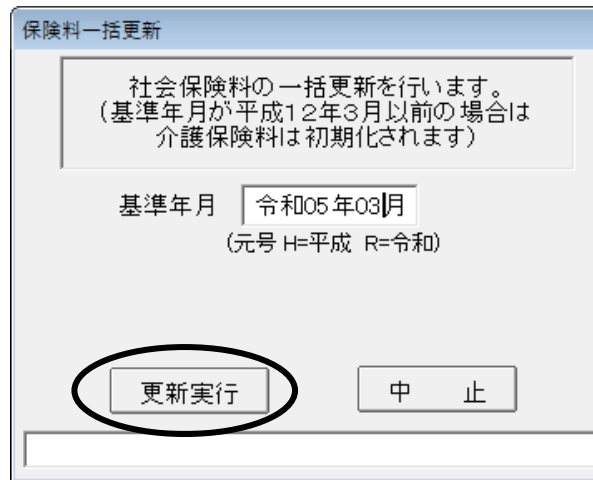 保険料一括更新
社会保険料の一括更新を行います。
(基準年月が平成12年3月以前の場合は
介護保険料は初期化されます)
基準年月 令和05年03月
(元号 H=平成 R=令和)
更新実行 中 止